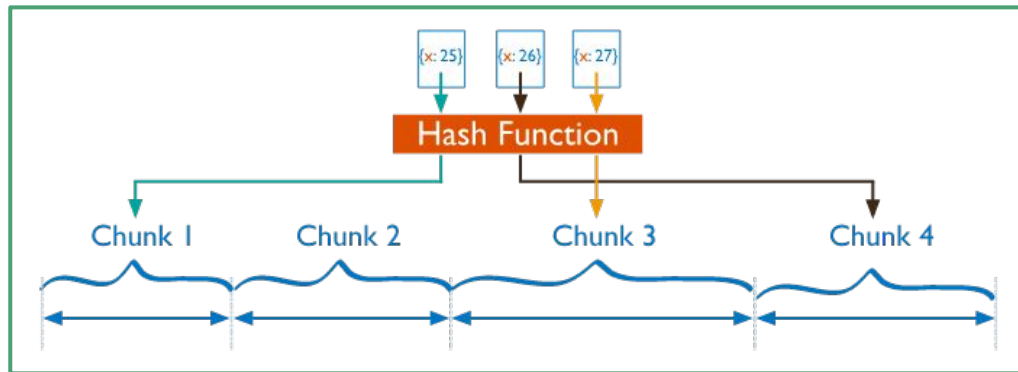 {x: 25} {x: 26} {x: 27}
Hash Function
Chunk 1 Chunk 2 Chunk 3 Chunk 4